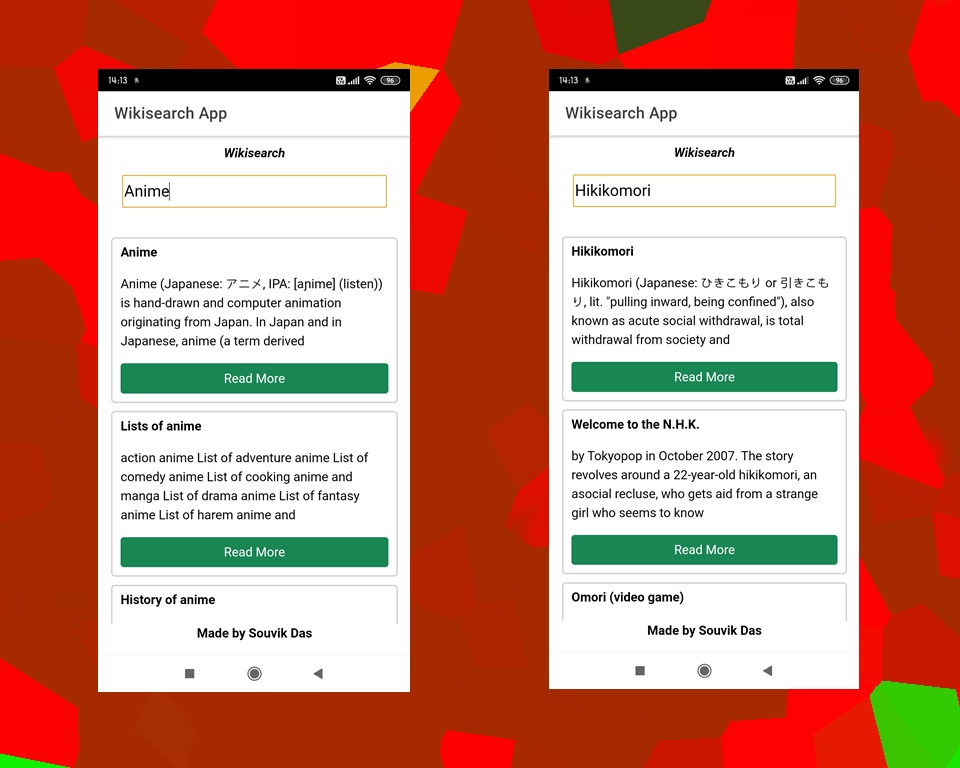 14:13
96
Wikisearch App
Wikisearch
Anime
Anime
Anime (Japanese: アニメ, IPA: [aɲime] (listen))
is hand-drawn and computer animation
originating from Japan. In Japan and in
Japanese, anime (a term derived
Read More
Lists of anime
action anime List of adventure anime List of
comedy anime List of cooking anime and
manga List of drama anime List of fantasy
anime List of harem anime and
Read More
History of anime
Made by Souvik Das
14:13
96
Wikisearch App
Wikisearch
Hikikomori
Hikikomori
Hikikomori (Japanese: ひきこもり or 引きこも
り, lit. "pulling inward, being confined"), also
known as acute social withdrawal, is total
withdrawal from society and
Read More
Welcome to the N.H.K.
by Tokyopop in October 2007. The story
revolves around a 22-year-old hikikomori, an
asocial recluse, who gets aid from a strange
girl who seems to know
Read More
Omori (video game)
Made by Souvik Das